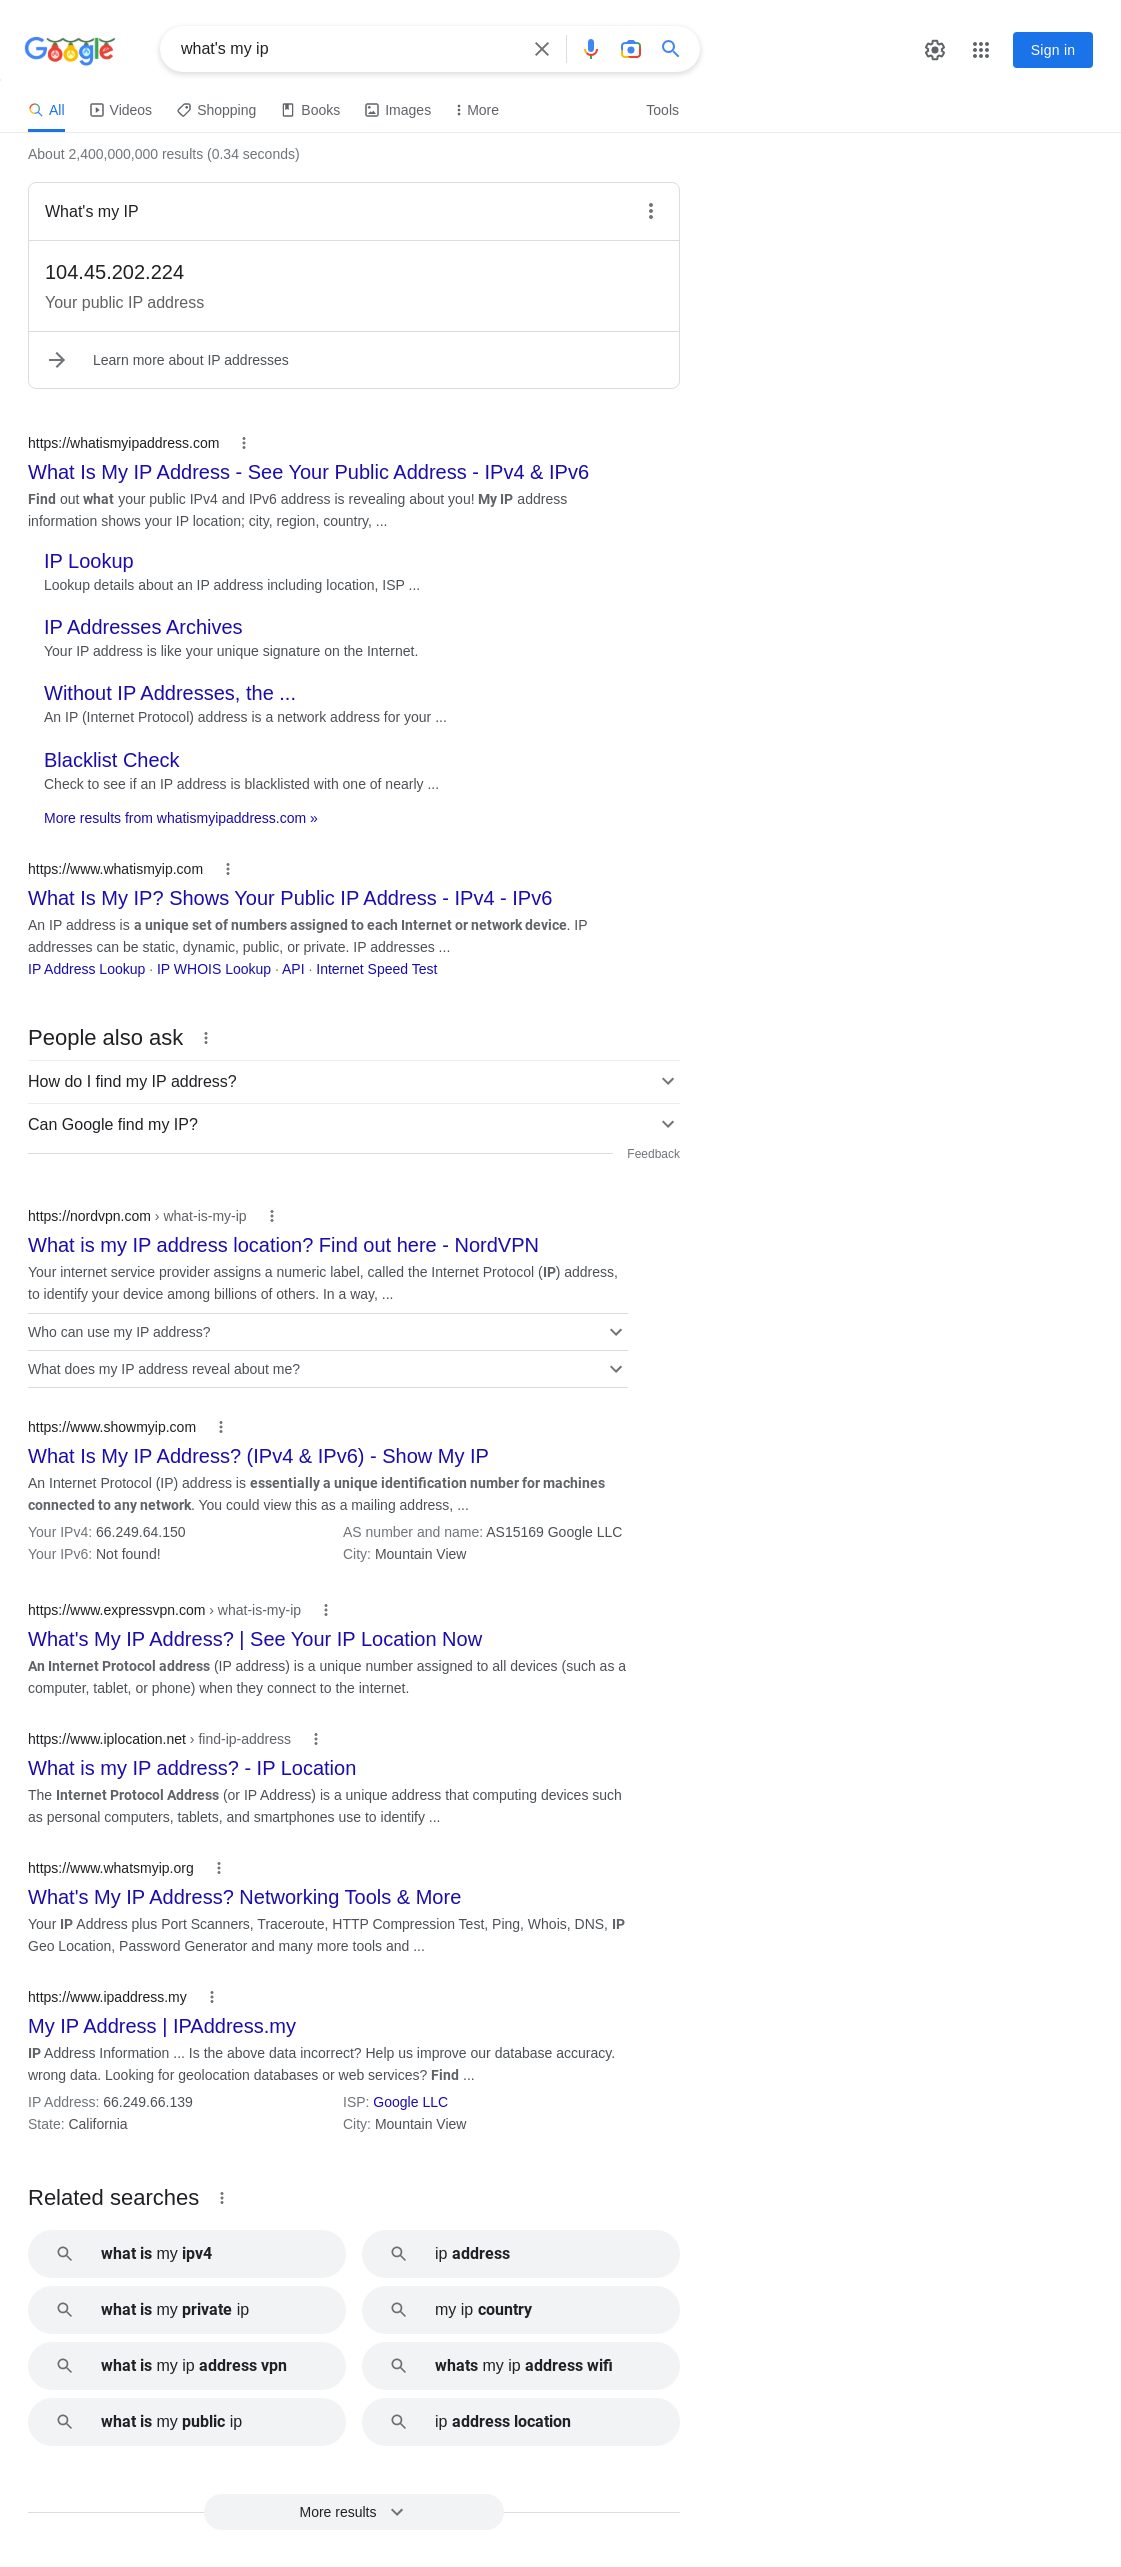 Google
what's my ip
Sign in
All
Videos
Shopping
Books
Images
More
Tools
About 2,400,000,000 results (0.34 seconds)
What's my IP
104.45.202.224
Your public IP address
Learn more about IP addresses
https://whatismyipaddress.com
What Is My IP Address - See Your Public Address - IPv4 & IPv6
Find out what your public IPv4 and IPv6 address is revealing about you! My IP address
information shows your IP location; city, region, country, ...
IP Lookup
Lookup details about an IP address including location, ISP ...
IP Addresses Archives
Your IP address is like your unique signature on the Internet.
Without IP Addresses, the ...
An IP (Internet Protocol) address is a network address for your ...
Blacklist Check
Check to see if an IP address is blacklisted with one of nearly ...
More results from whatismyipaddress.com »
https://www.whatismyip.com
What Is My IP? Shows Your Public IP Address - IPv4 - IPv6
An IP address is a unique set of numbers assigned to each Internet or network device. IP
addresses can be static, dynamic, public, or private. IP addresses ...
IP Address Lookup · IP WHOIS Lookup · API · Internet Speed Test
People also ask
How do I find my IP address?
Can Google find my IP?
Feedback
https://nordvpn.com › what-is-my-ip
What is my IP address location? Find out here - NordVPN
Your internet service provider assigns a numeric label, called the Internet Protocol (IP) address,
to identify your device among billions of others. In a way, ...
Who can use my IP address?
What does my IP address reveal about me?
https://www.showmyip.com
What Is My IP Address? (IPv4 & IPv6) - Show My IP
An Internet Protocol (IP) address is essentially a unique identification number for machines
connected to any network. You could view this as a mailing address, ...
Your IPv4: 66.249.64.150
AS number and name: AS15169 Google LLC
Your IPv6: Not found!
City: Mountain View
https://www.expressvpn.com › what-is-my-ip
What's My IP Address? | See Your IP Location Now
An Internet Protocol address (IP address) is a unique number assigned to all devices (such as a
computer, tablet, or phone) when they connect to the internet.
https://www.iplocation.net › find-ip-address
What is my IP address? - IP Location
The Internet Protocol Address (or IP Address) is a unique address that computing devices such
as personal computers, tablets, and smartphones use to identify ...
https://www.whatsmyip.org
What's My IP Address? Networking Tools & More
Your IP Address plus Port Scanners, Traceroute, HTTP Compression Test, Ping, Whois, DNS, IP
Geo Location, Password Generator and many more tools and ...
https://www.ipaddress.my
My IP Address | IPAddress.my
IP Address Information ... Is the above data incorrect? Help us improve our database accuracy.
wrong data. Looking for geolocation databases or web services? Find ...
IP Address: 66.249.66.139
ISP: Google LLC
State: California
City: Mountain View
Related searches
what is my ipv4
ip address
what is my private ip
my ip country
what is my ip address vpn
whats my ip address wifi
what is my public ip
ip address location
More results